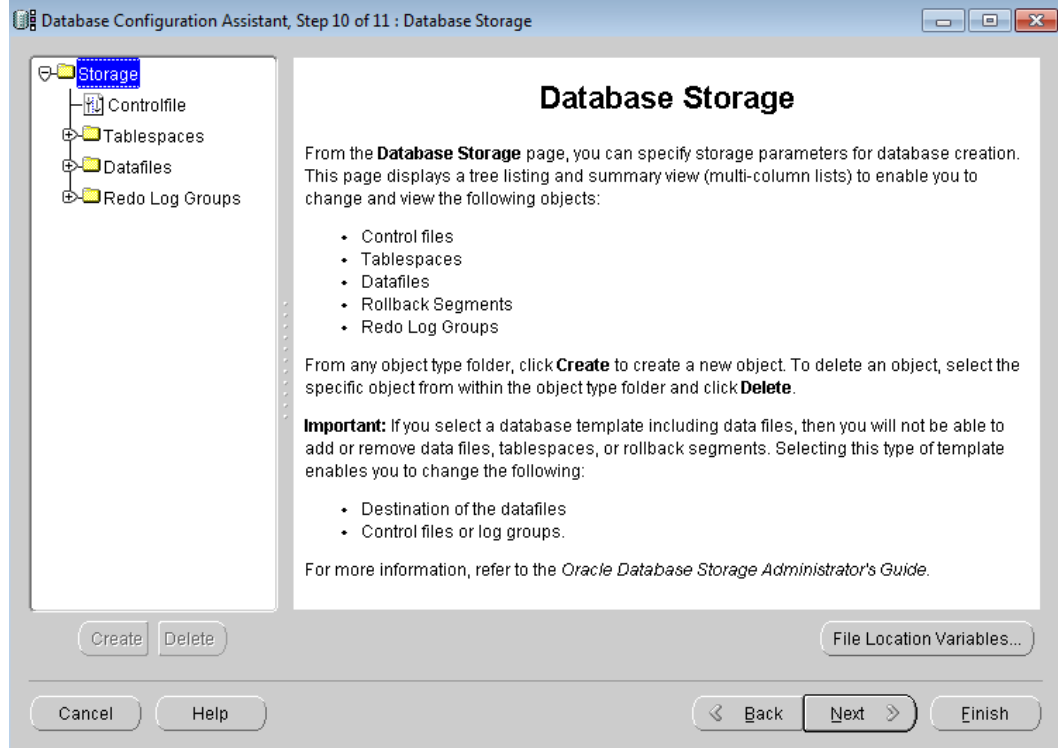 Database Configuration Assistant, Step 10 of 11 : Database Storage
Storage
Controlfile
Tablespaces
Datafiles
Redo Log Groups
Database Storage
From the Database Storage page, you can specify storage parameters for database creation.
This page displays a tree listing and summary view (multi-column lists) to enable you to
change and view the following objects:
• Control files
• Tablespaces
• Datafiles
• Rollback Segments
• Redo Log Groups
From any object type folder, click Create to create a new object. To delete an object, select the
specific object from within the object type folder and click Delete.
Important: If you select a database template including data files, then you will not be able to
add or remove data files, tablespaces, or rollback segments. Selecting this type of template
enables you to change the following:
• Destination of the datafiles
• Control files or log groups.
For more information, refer to the Oracle Database Storage Administrator's Guide.
Create Delete
File Location Variables...
Cancel Help Back Next Finish